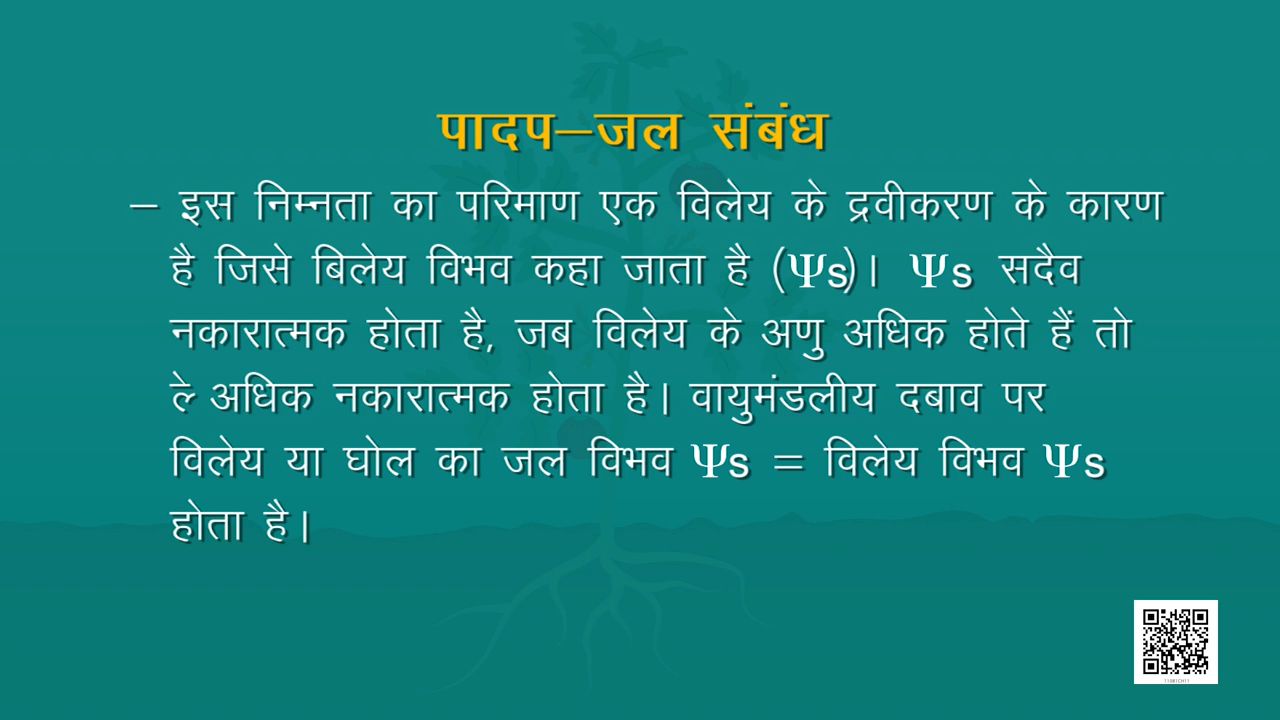 पादप–जल संबंध
– इस निम्नता का परिमाण एक विलेय के द्रवीकरण के कारण
है जिसे बिलेय विभव कहा जाता है (Ψs)। Ψs सदैव
नकारात्मक होता है, जब विलेय के अणु अधिक होते हैं तो
अधिक नकारात्मक होता है। वायुमंडलीय दबाव पर
विलेय या घोल का जल विभव Ψs = विलेय विभव Ψs
होता है।